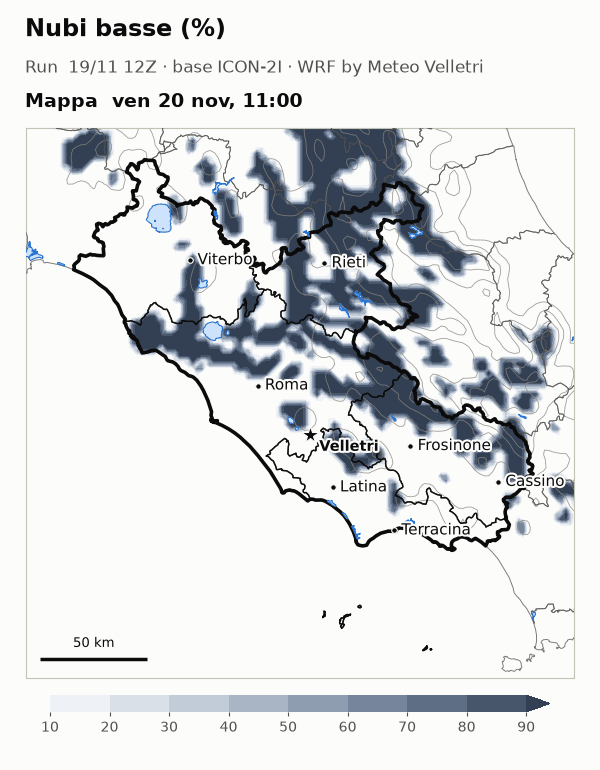 Nubi basse (%)
Run 19/11 12Z · base ICON-2I · WRF by Meteo Velletri
Mappa ven 20 nov, 11:00
Viterbo
Rieti
Roma
Velletri
Frosinone
Cassino
Latina
Terracina
50 km
10 20 30 40 50 60 70 80 90